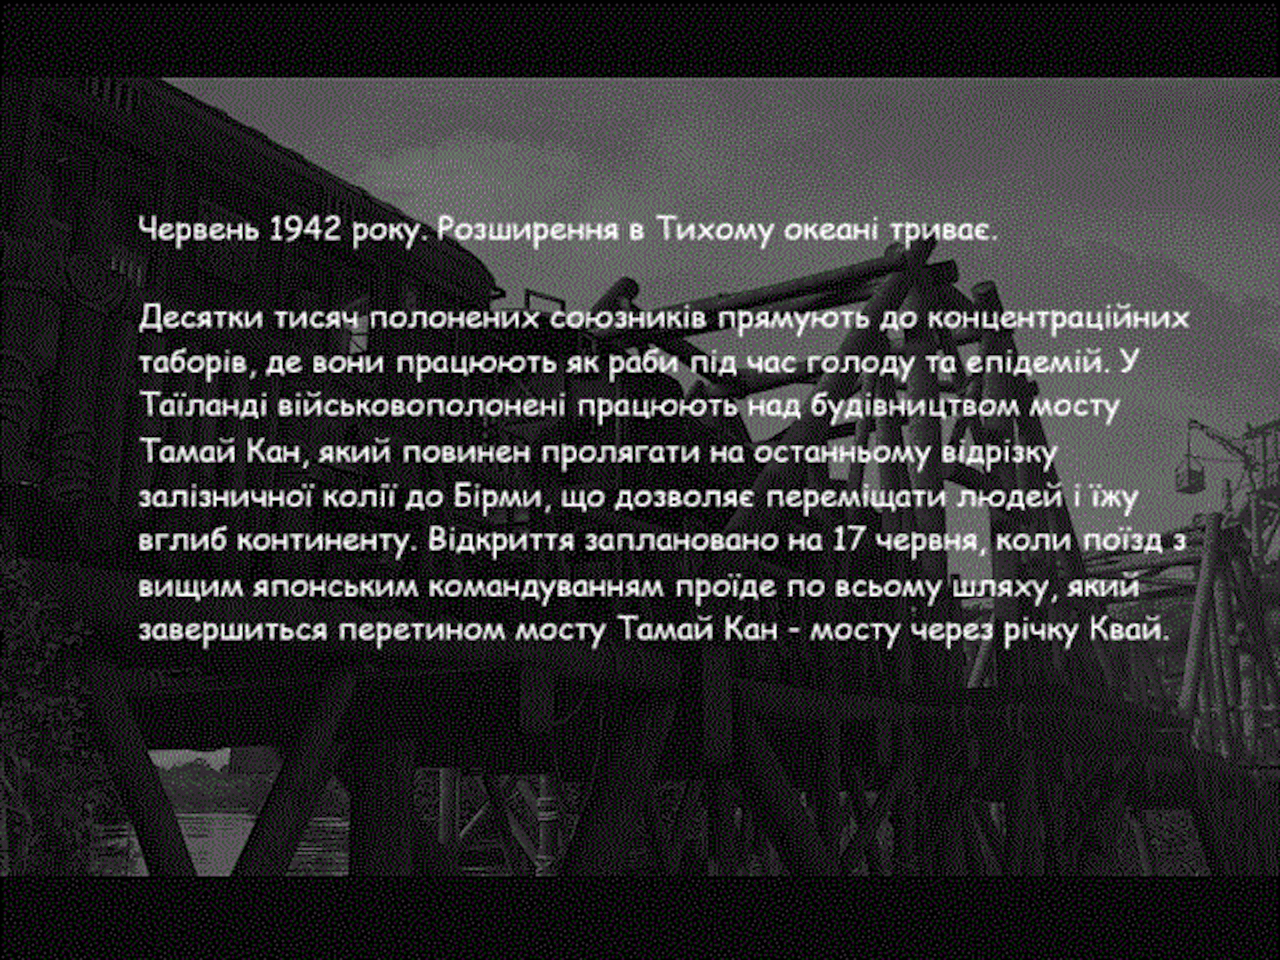 Червень 1942 року. Розширення в Тихому океані триває.
Десятки тисяч полонених союзників прямують до концентраційних
таборів, де вони працюють як раби під час голоду та епідемій. У
Таїланді військовополонені працюють над будівництвом мосту
Тамай Кан, який повинен пролягати на останньому відрізку
залізничної колії до Бірми, що дозволяє переміщати людей і їжу
вглиб континенту. Відкриття заплановано на 17 червня, коли поїзд з
вищим японським командуванням проїде по всьому шляху, який
завершиться перетином мосту Тамай Кан - мосту через річку Квай.